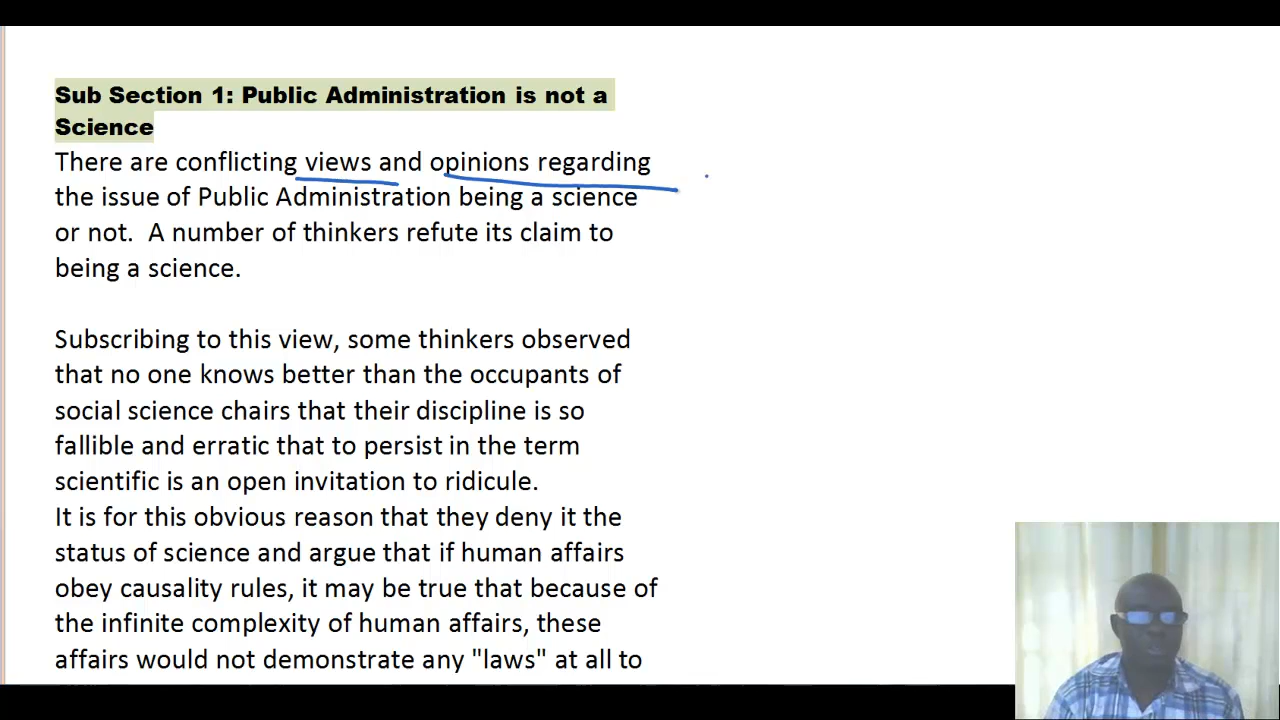 Sub Section 1: Public Administration is not a
Science
There are conflicting views and opinions regarding
the issue of Public Administration being a science
or not.  A number of thinkers refute its claim to
being a science.
Subscribing to this view, some thinkers observed
that no one knows better than the occupants of
social science chairs that their discipline is so
fallible and erratic that to persist in the term
scientific is an open invitation to ridicule.
It is for this obvious reason that they deny it the
status of science and argue that if human affairs
obey causality rules, it may be true that because of
the infinite complexity of human affairs, these
affairs would not demonstrate any "laws" at all to